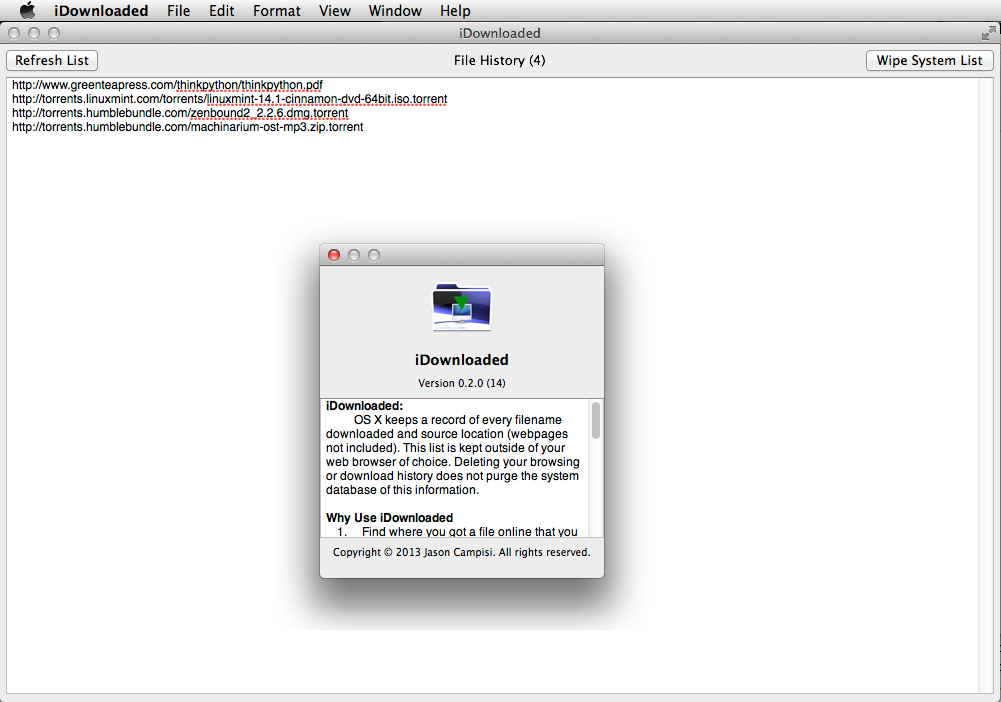 iDownloaded File Edit Format View Window Help
iDownloaded
Refresh List File History (4) Wipe System List
http://www.greenteapress.com/thinkpython/thinkpython.pdf
http://torrents.linuxmint.com/torrents/linuxmint-14.1-cinnamon-dvd-64bit.iso.torrent
http://torrents.humblebundle.com/zenbound2_2.2.6.dmg.torrent
http://torrents.humblebundle.com/machinarium-ost-mp3.zip.torrent
iDownloaded
Version 0.2.0 (14)
iDownloaded:
OS X keeps a record of every filename
downloaded and source location (webpages
not included). This list is kept outside of your
web browser of choice. Deleting your browsing
or download history does not purge the system
database of this information.
Why Use iDownloaded
1. Find where you got a file online that you
Copyright © 2013 Jason Campisi. All rights reserved.